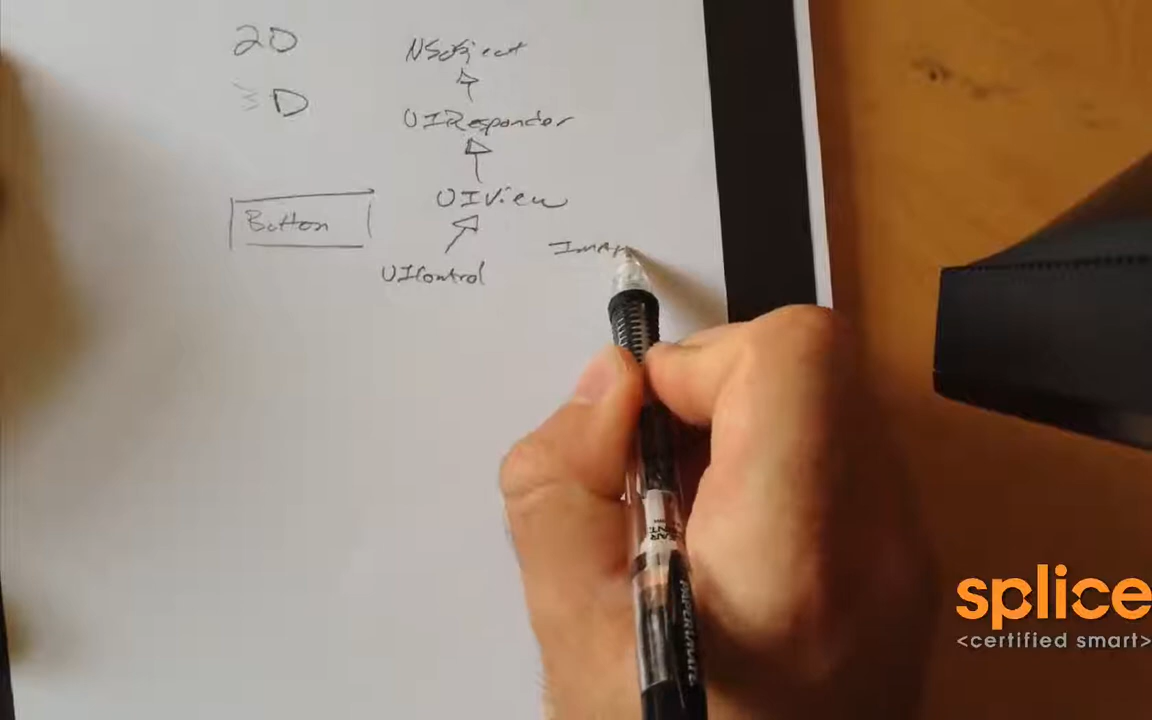 2D
3D
NSObject
UIResponder
UIView
Button
UIControl
splice
<certified smart>